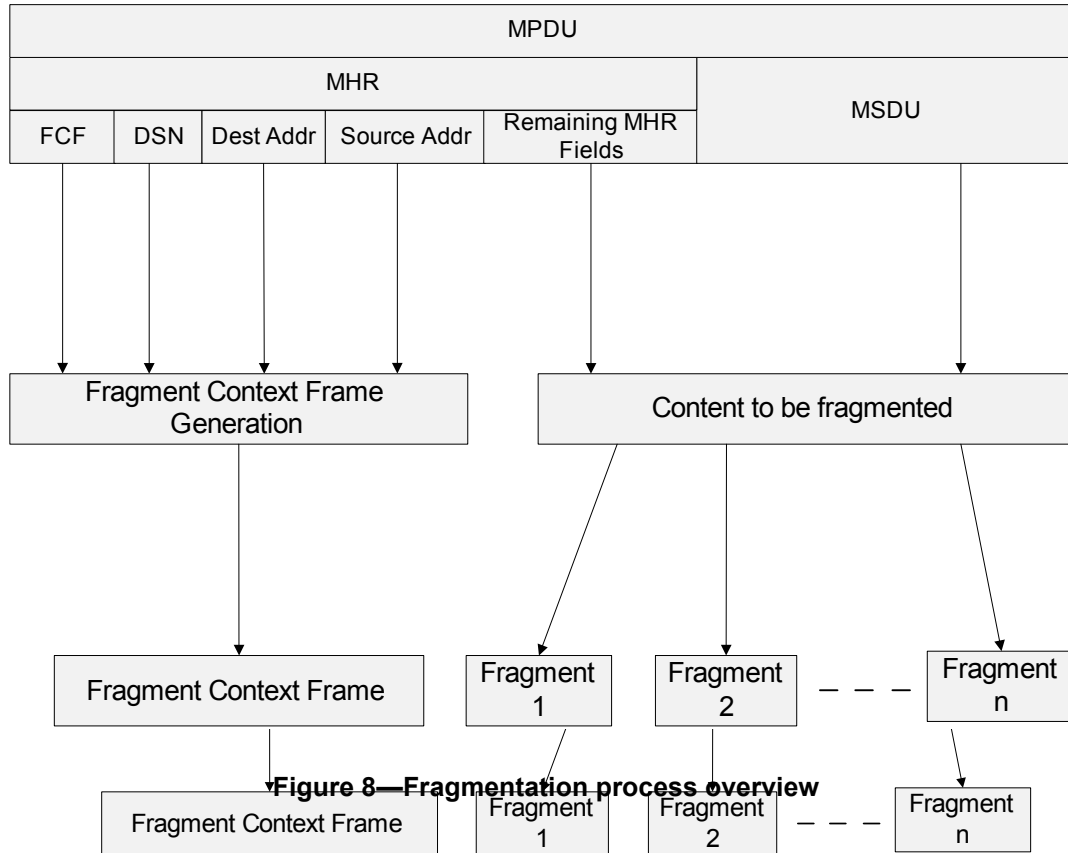 MPDU
MHR
MSDU
FCF DSN Dest Addr Source Addr Remaining MHR
Fields
Fragment Context Frame
Generation
Content to be fragmented
Fragment Context Frame
Fragment
1
Fragment
2
Fragment
n
Figure 8—Fragmentation process overview
Fragment Context Frame
Fragment
1
Fragment
2
Fragment
n